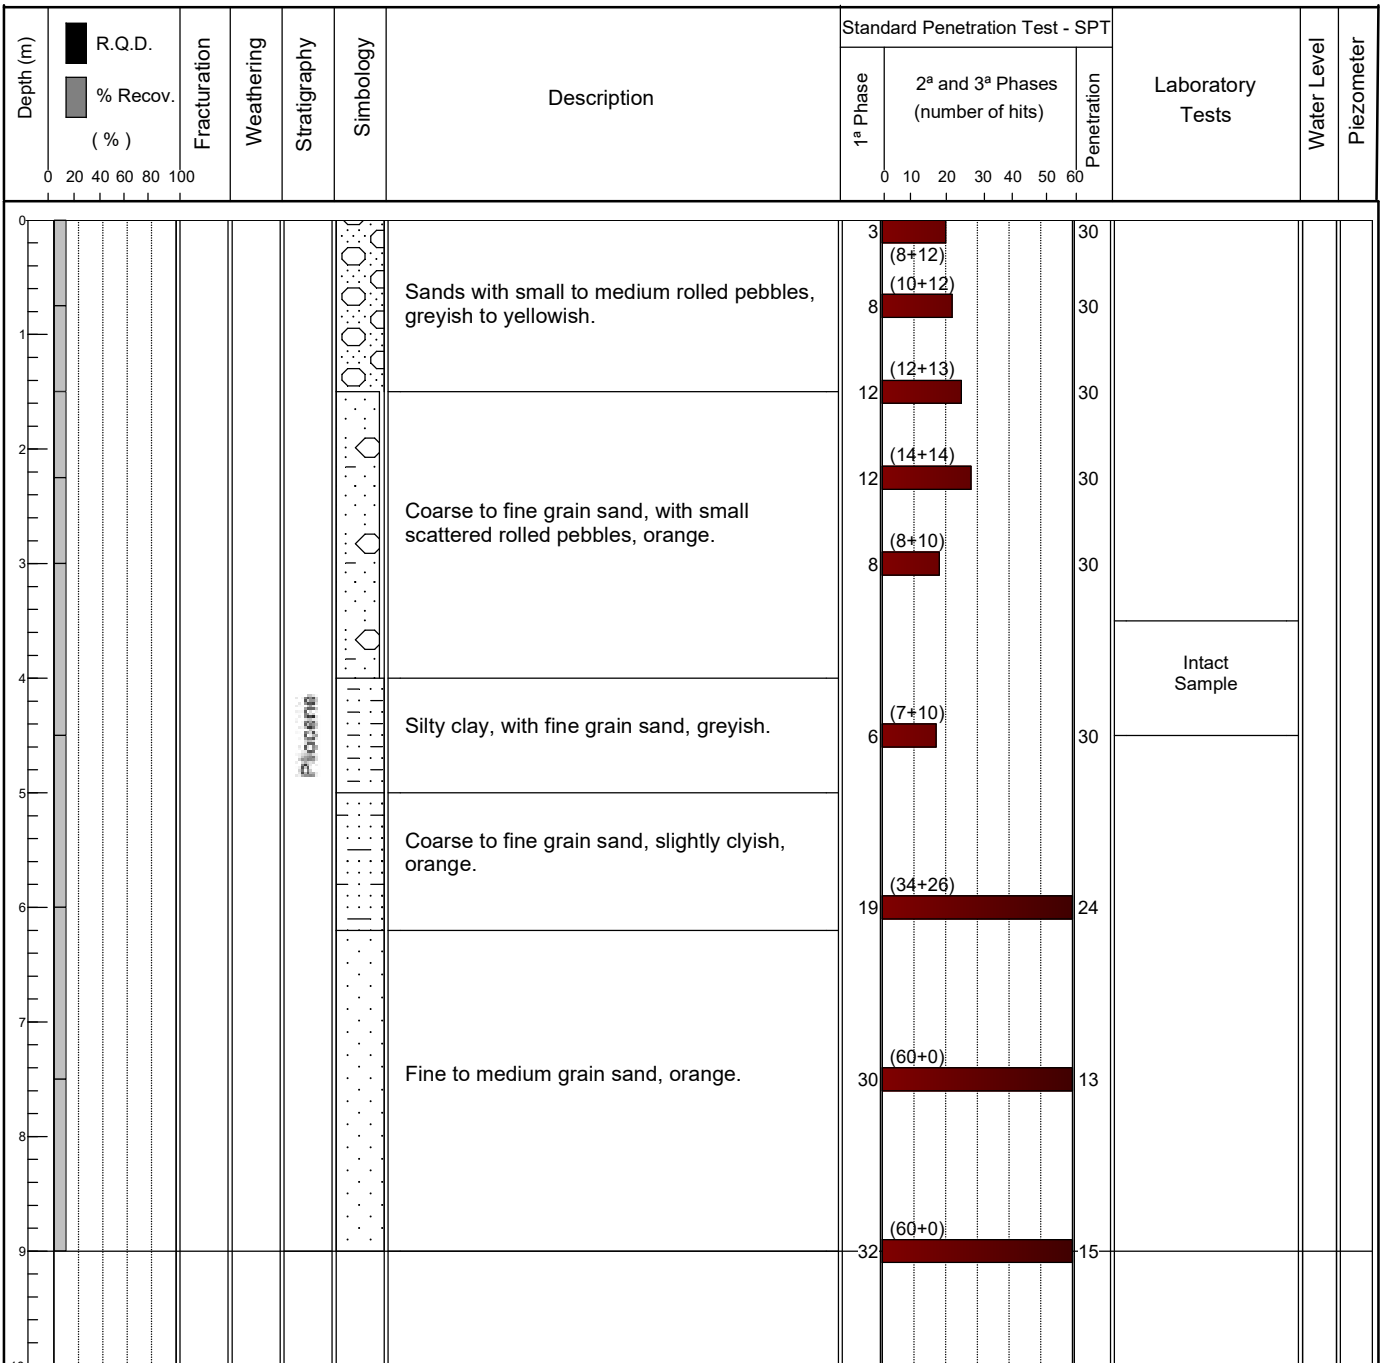 Depth (m)
R.Q.D.
% Recov.
( % )
0 20 40 60 80 100
Fracturation
Weathering
Stratigraphy
Simbology
Description
Standard Penetration Test - SPT
1ª Phase
2ª and 3ª Phases
(number of hits)
0 10 20 30 40 50 60
Penetration
Laboratory
Tests
Water Level
Piezometer
0
3 30
(8+12)
(10+12)
Sands with small to medium rolled pebbles,
greyish to yellowish.
8 30
1
(12+13)
12 30
2
(14+14)
12 30
Coarse to fine grain sand, with small
scattered rolled pebbles, orange.
(8+10)
3 8 30
Intact
Sample
4
Pliocene
(7+10)
Silty clay, with fine grain sand, greyish.
6 30
5
Coarse to fine grain sand, slightly clyish,
orange.
(34+26)
6 19 24
7
(60+0)
Fine to medium grain sand, orange.
30 13
8
(60+0)
9 32 15